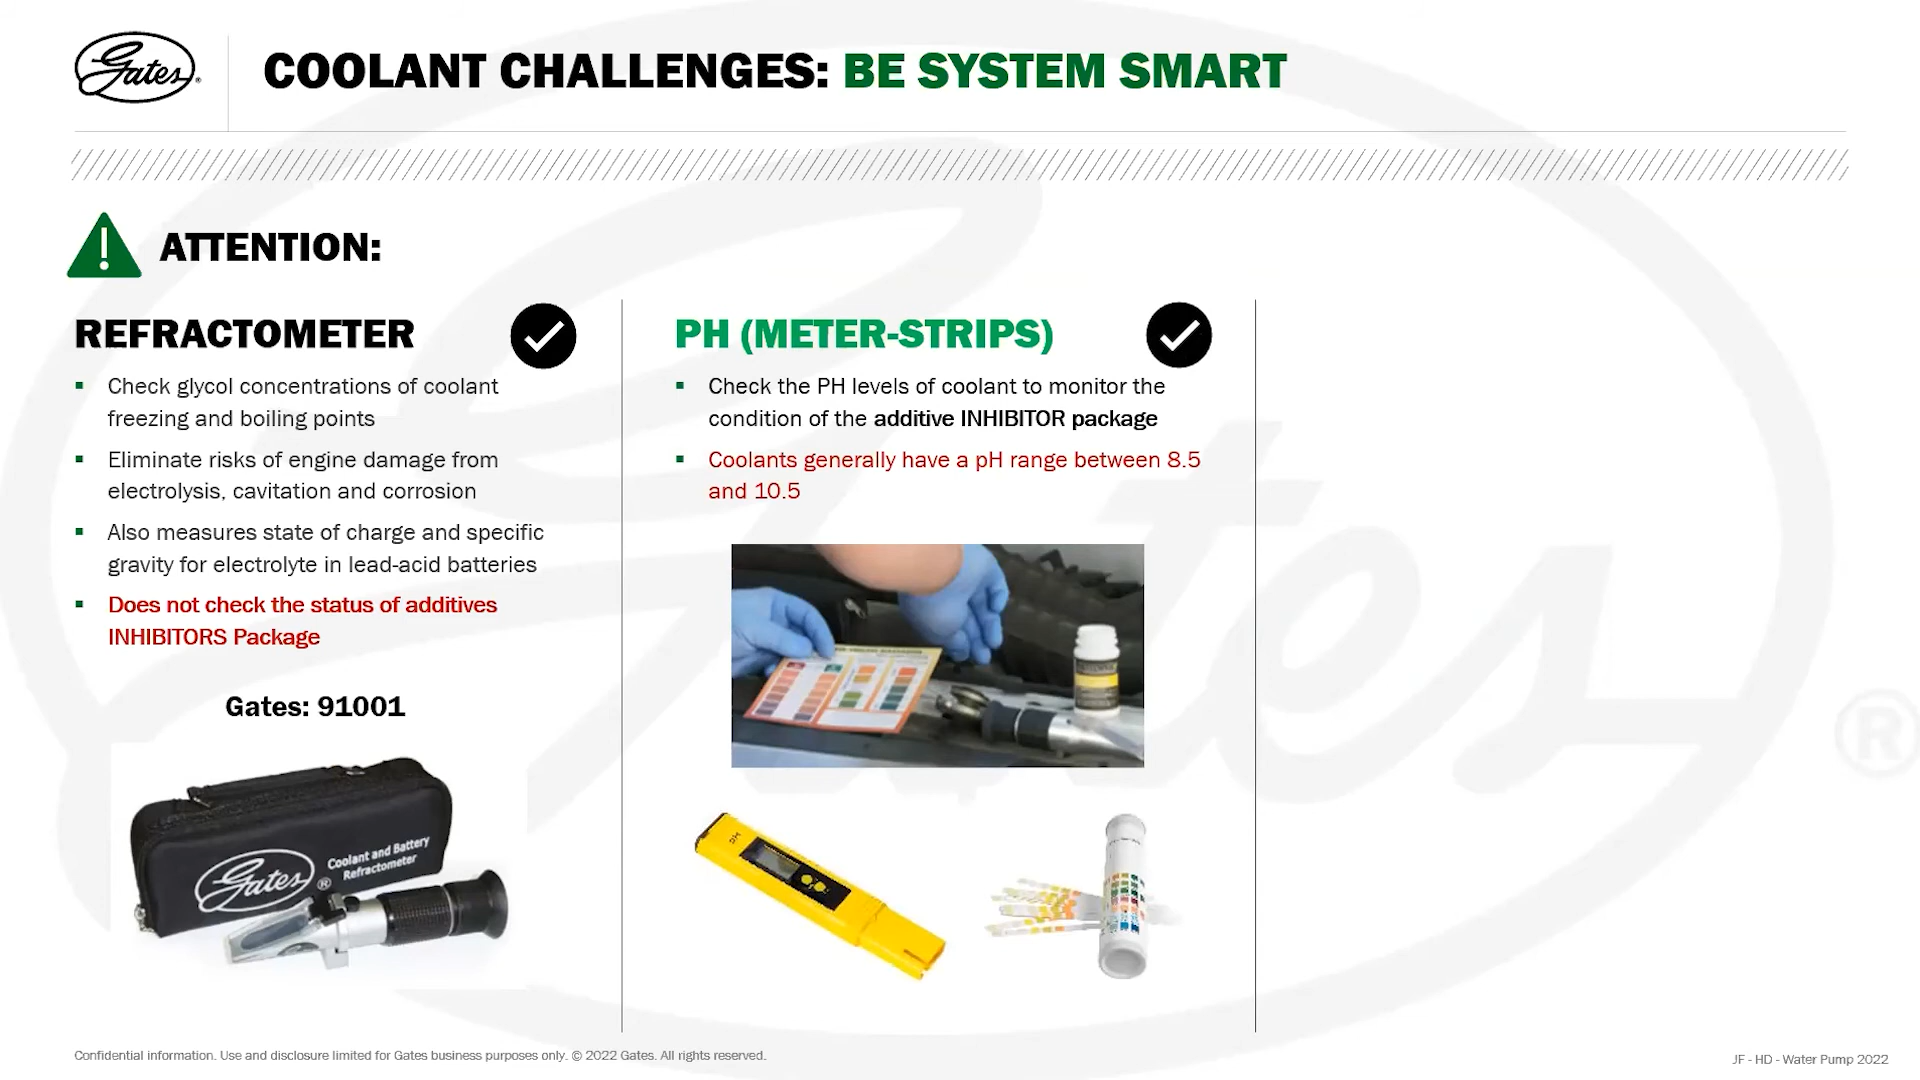 Gates®
COOLANT CHALLENGES: BE SYSTEM SMART
ATTENTION:
REFRACTOMETER
▪ Check glycol concentrations of coolant
freezing and boiling points
▪ Eliminate risks of engine damage from
electrolysis, cavitation and corrosion
▪ Also measures state of charge and specific
gravity for electrolyte in lead-acid batteries
▪ Does not check the status of additives
INHIBITORS Package
Gates: 91001
Gates®
Coolant and Battery
Refractometer
PH (METER-STRIPS)
▪ Check the PH levels of coolant to monitor the
condition of the additive INHIBITOR package
▪ Coolants generally have a pH range between 8.5
and 10.5
PH
Gates®
Confidential information. Use and disclosure limited for Gates business purposes only. © 2022 Gates. All rights reserved.
JF - HD - Water Pump 2022